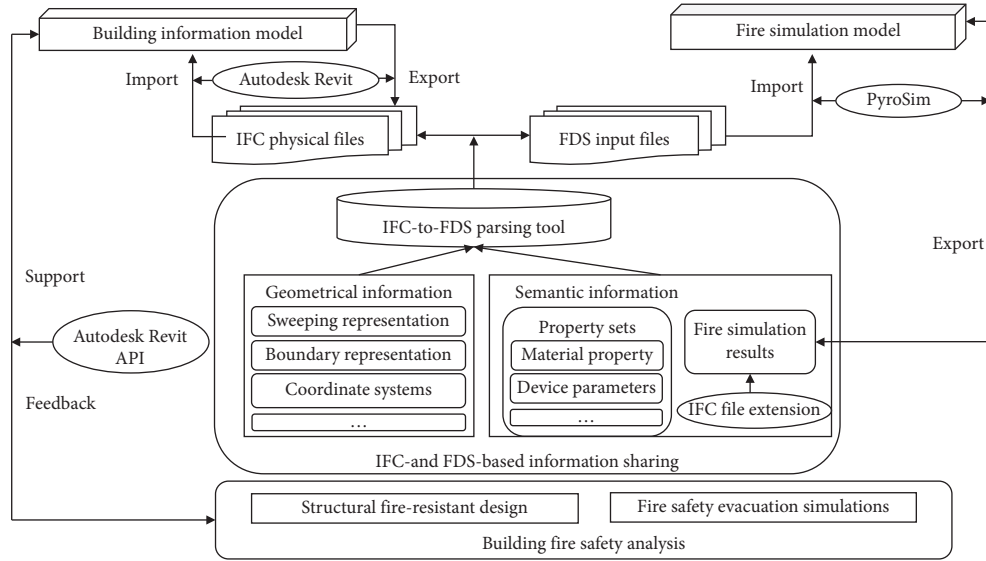 Building information model
Fire simulation model
Import
Autodesk Revit
Export
Import
PyroSim
IFC physical files
FDS input files
IFC-to-FDS parsing tool
Export
Support
Geometrical information
Semantic information
Sweeping representation
Property sets
Fire simulation
results
Autodesk Revit
API
Boundary representation
Material property
Coordinate systems
Device parameters
Feedback
IFC file extension
…
…
IFC-and FDS-based information sharing
Structural fire-resistant design
Fire safety evacuation simulations
Building fire safety analysis